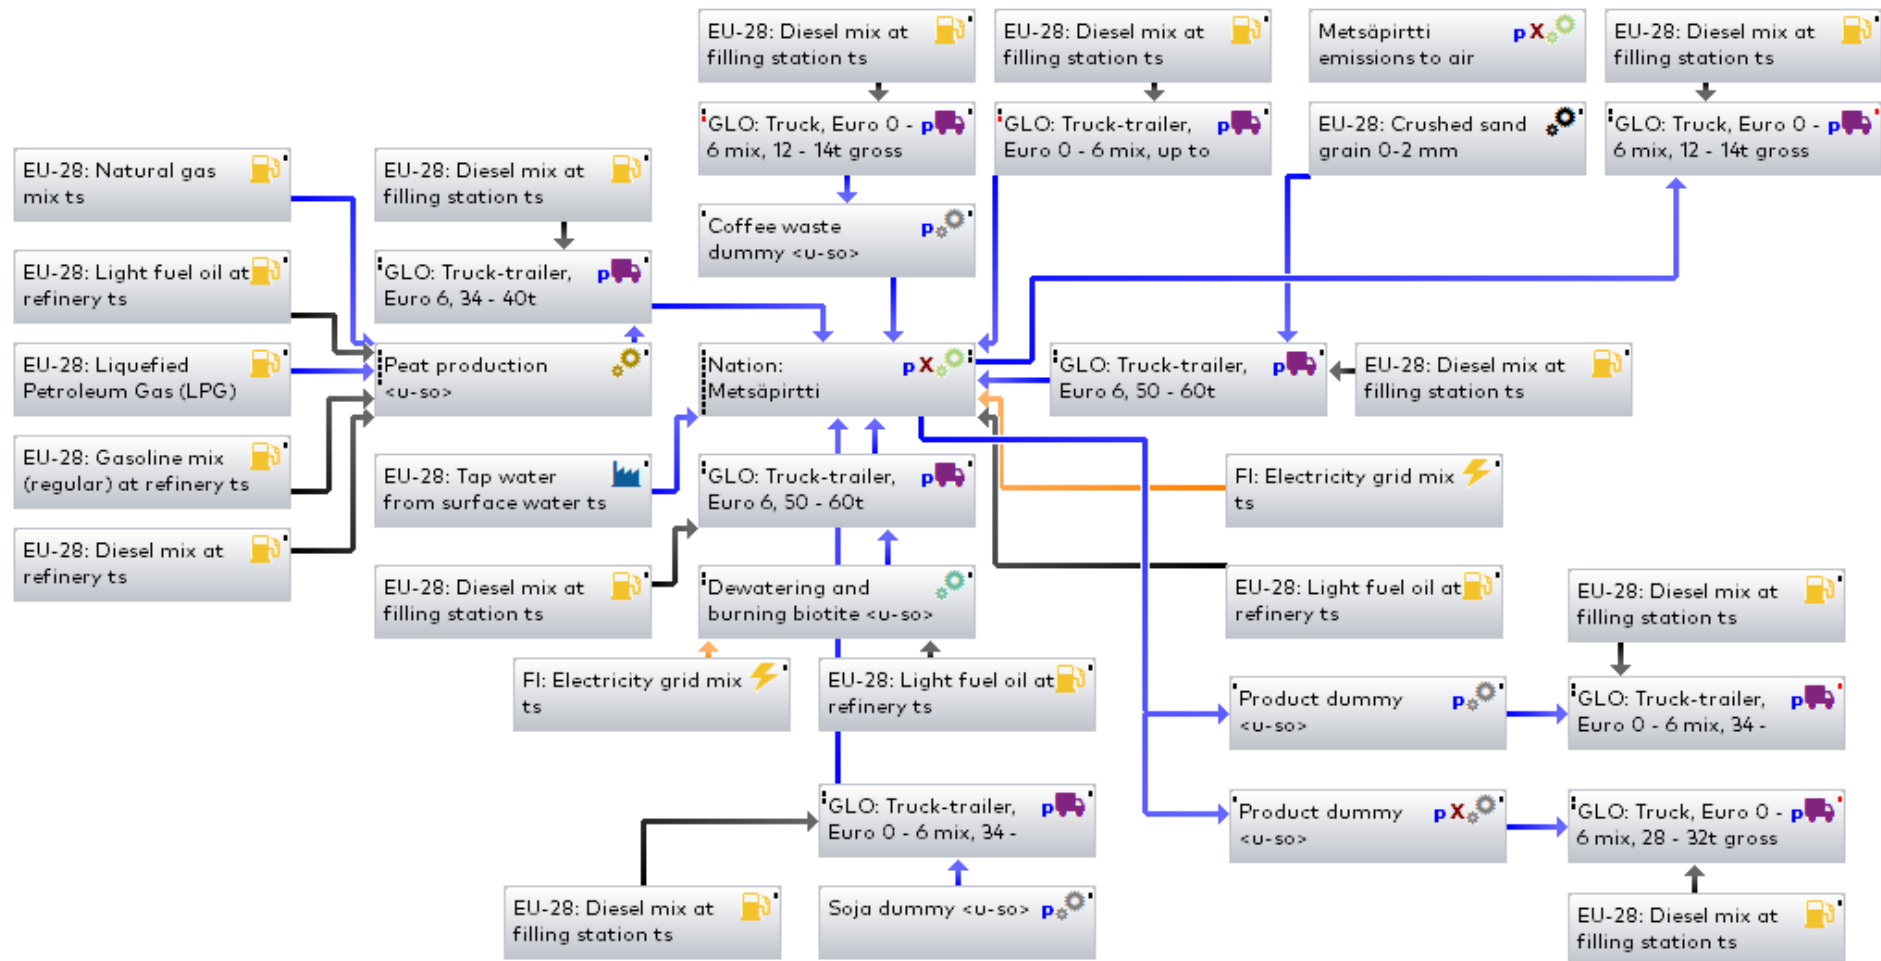 EU-28: Diesel mix at
filling station ts
EU-28: Diesel mix at
filling station ts
Metsäpirtti
emissions to air
p X
EU-28: Diesel mix at
filling station ts
GLO: Truck, Euro 0 -
6 mix, 12 - 14t gross
p
GLO: Truck-trailer,
Euro 0 - 6 mix, up to
p
EU-28: Crushed sand
grain 0-2 mm
GLO: Truck, Euro 0 -
6 mix, 12 - 14t gross
p
EU-28: Natural gas
mix ts
EU-28: Diesel mix at
filling station ts
Coffee waste
dummy <u-so>
p
EU-28: Light fuel oil at
refinery ts
GLO: Truck-trailer,
Euro 6, 34 - 40t
p
EU-28: Liquefied
Petroleum Gas (LPG)
Peat production
<u-so>
Nation:
Metsäpirtti
p X
GLO: Truck-trailer,
Euro 6, 50 - 60t
p
EU-28: Diesel mix at
filling station ts
EU-28: Gasoline mix
(regular) at refinery ts
EU-28: Tap water
from surface water ts
GLO: Truck-trailer,
Euro 6, 50 - 60t
p
FI: Electricity grid mix
ts
EU-28: Diesel mix at
refinery ts
EU-28: Diesel mix at
filling station ts
Dewatering and
burning biotite <u-so>
EU-28: Light fuel oil at
refinery ts
EU-28: Diesel mix at
filling station ts
FI: Electricity grid mix
ts
EU-28: Light fuel oil at
refinery ts
Product dummy
<u-so>
p
GLO: Truck-trailer,
Euro 0 - 6 mix, 34 -
p
GLO: Truck-trailer,
Euro 0 - 6 mix, 34 -
p
Product dummy
<u-so>
p X
GLO: Truck, Euro 0 -
6 mix, 28 - 32t gross
p
EU-28: Diesel mix at
filling station ts
Soja dummy <u-so>
p
EU-28: Diesel mix at
filling station ts